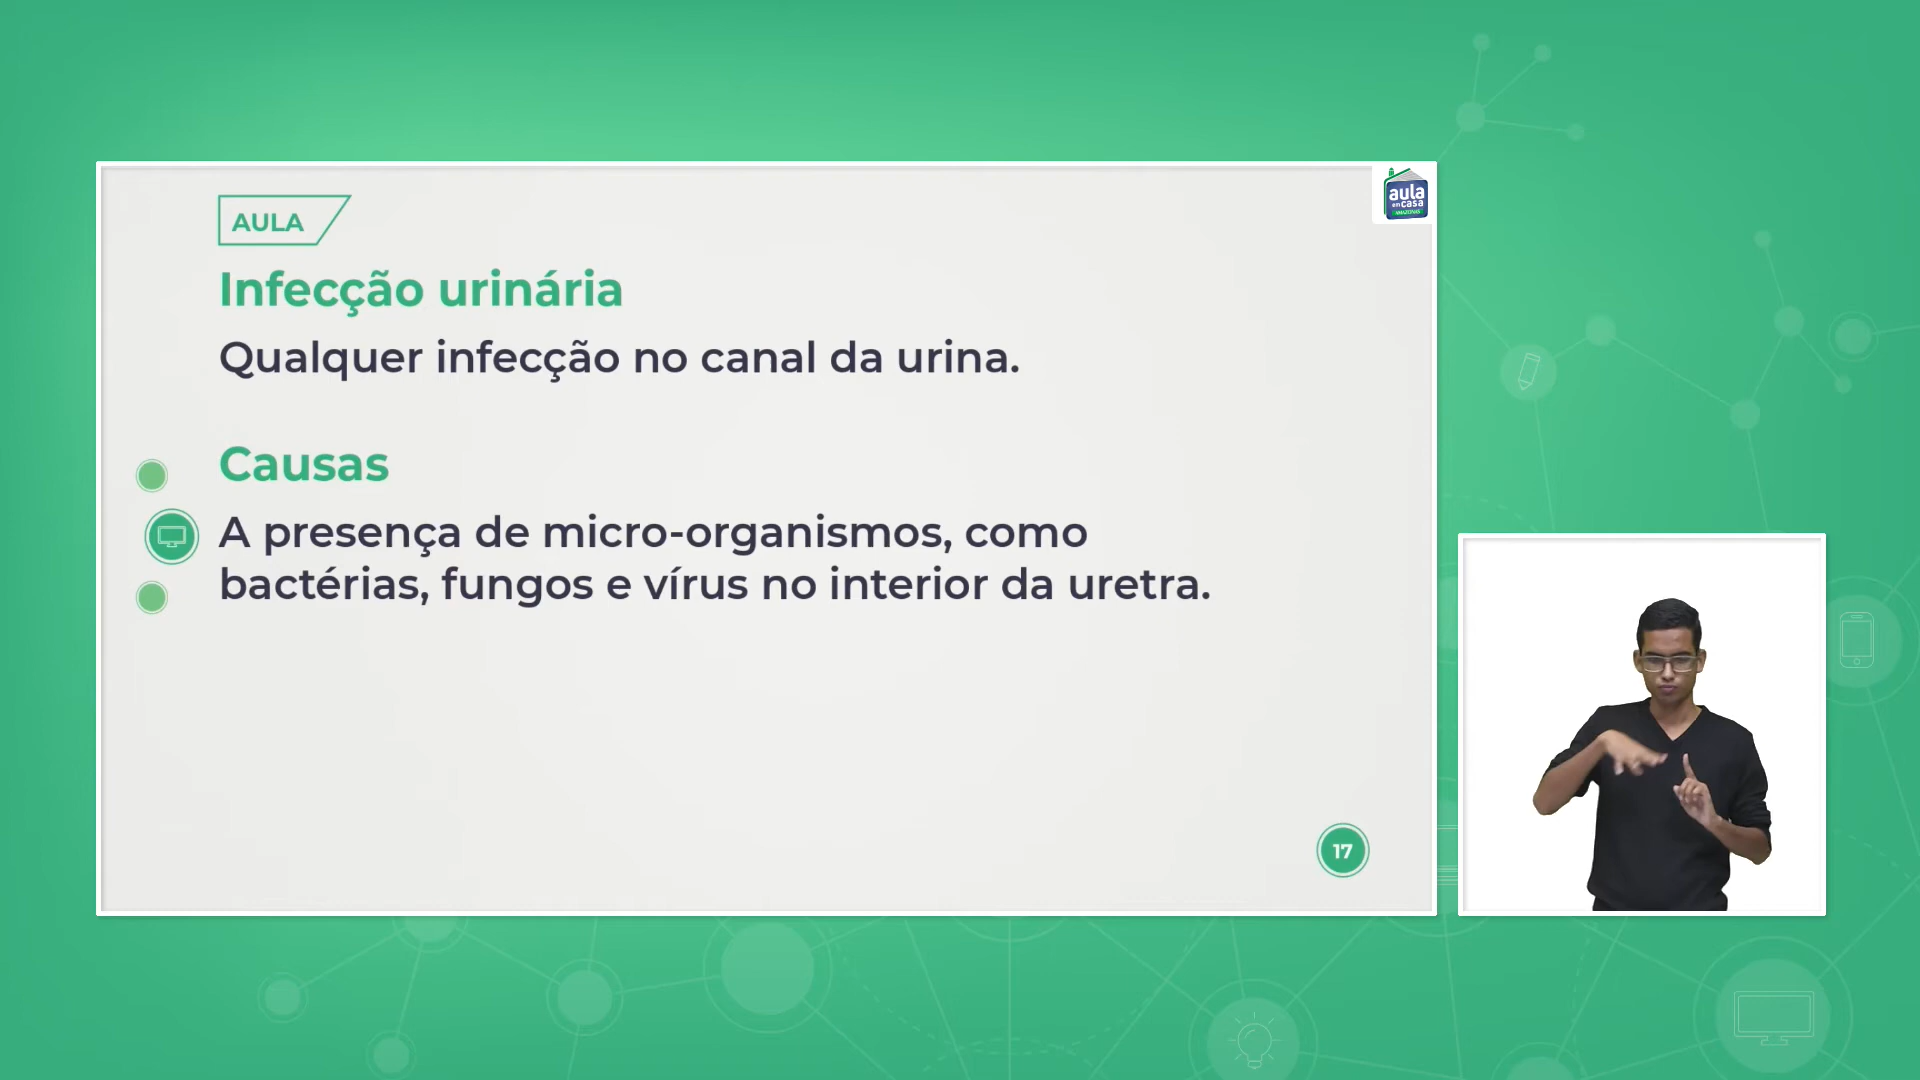 aula
em casa
AMAZONAS
AULA
Infecção urinária
Qualquer infecção no canal da urina.
Causas
A presença de micro-organismos, como
bactérias, fungos e vírus no interior da uretra.
17